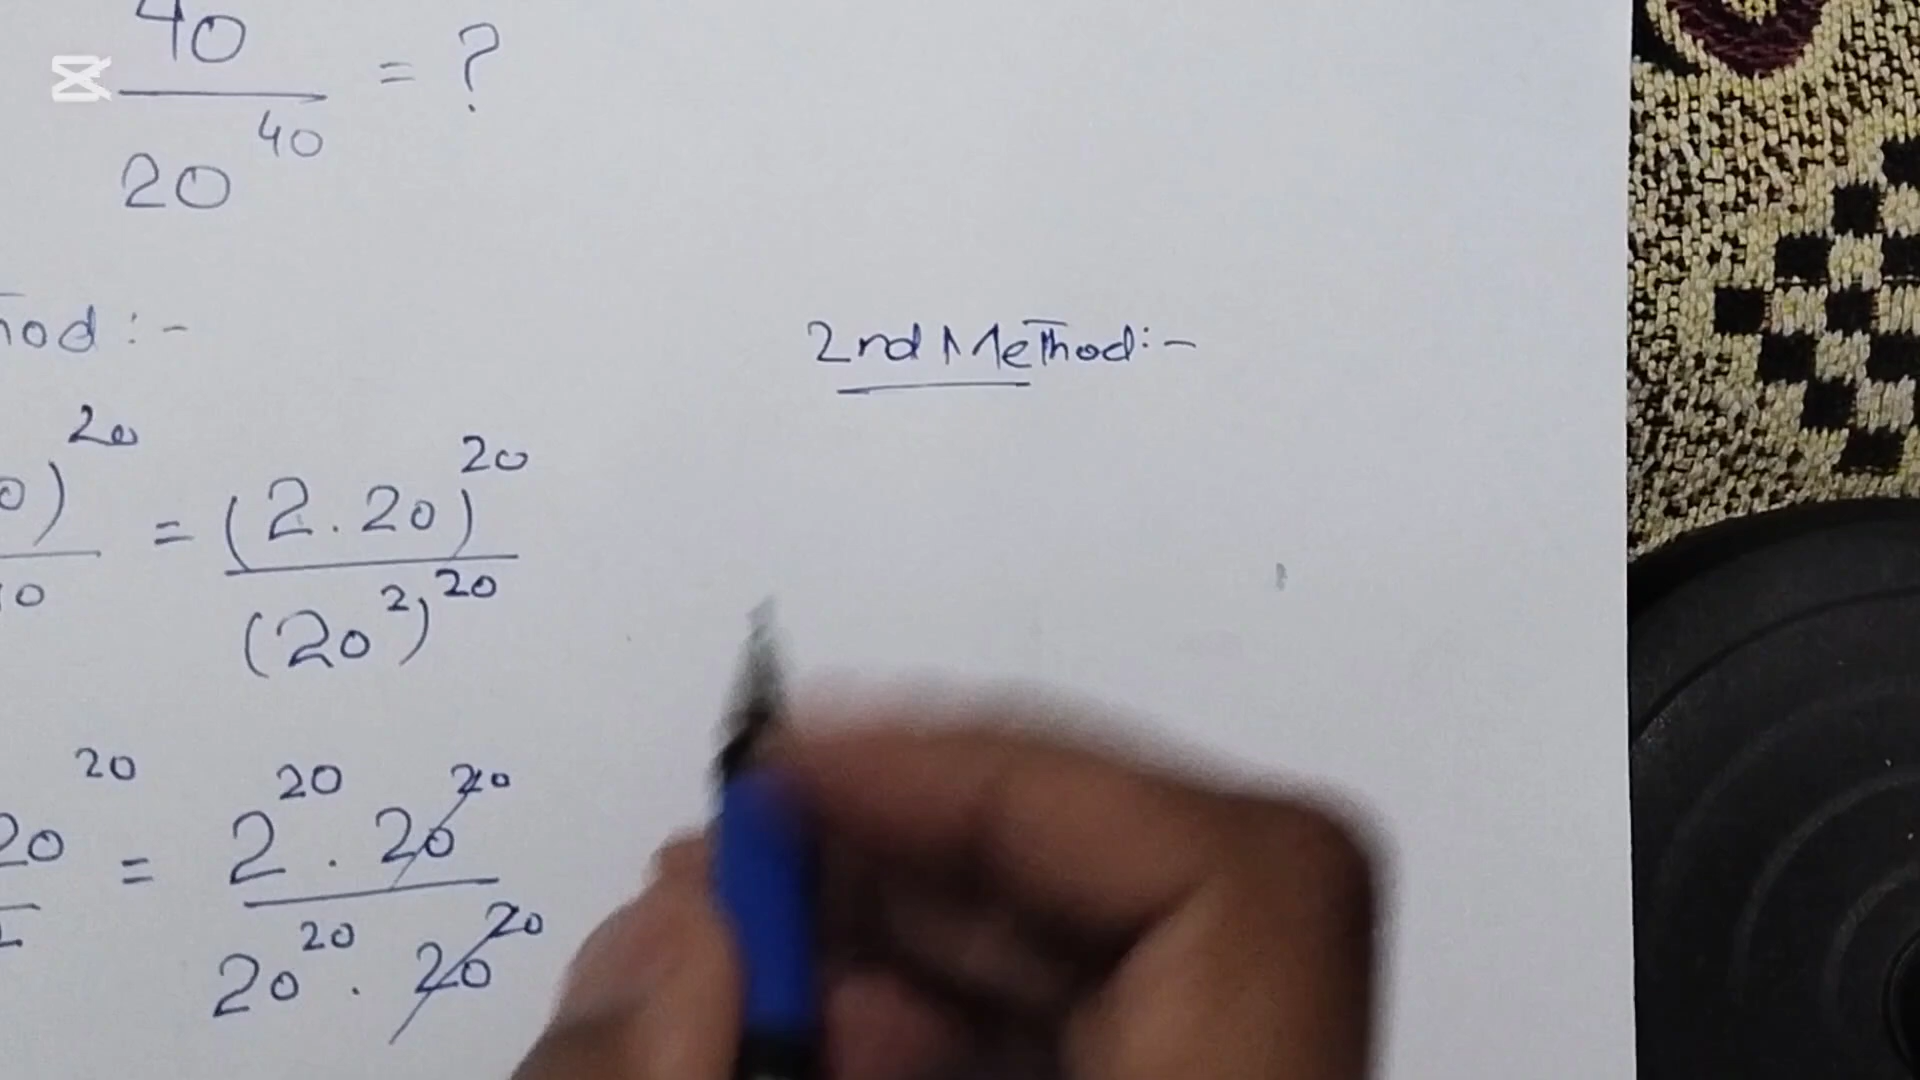 40
—— = ?
20^40
hod :-
2nd Method :-
0)^20 / 10 = (2 . 20)^20 / (20^2)^20
20^20 = 2^20 . 20^20 / 20^20 . 20^20